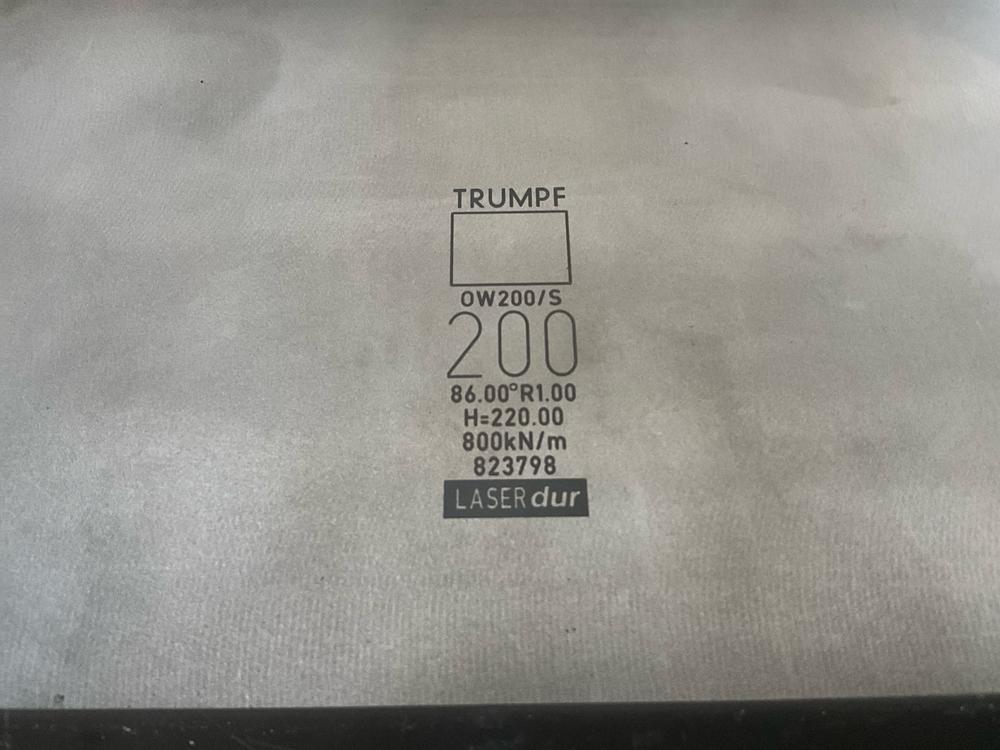 TRUMPF
OW200/S
200
86.00°R1.00
H=220.00
800kN/m
823798
LASERdur